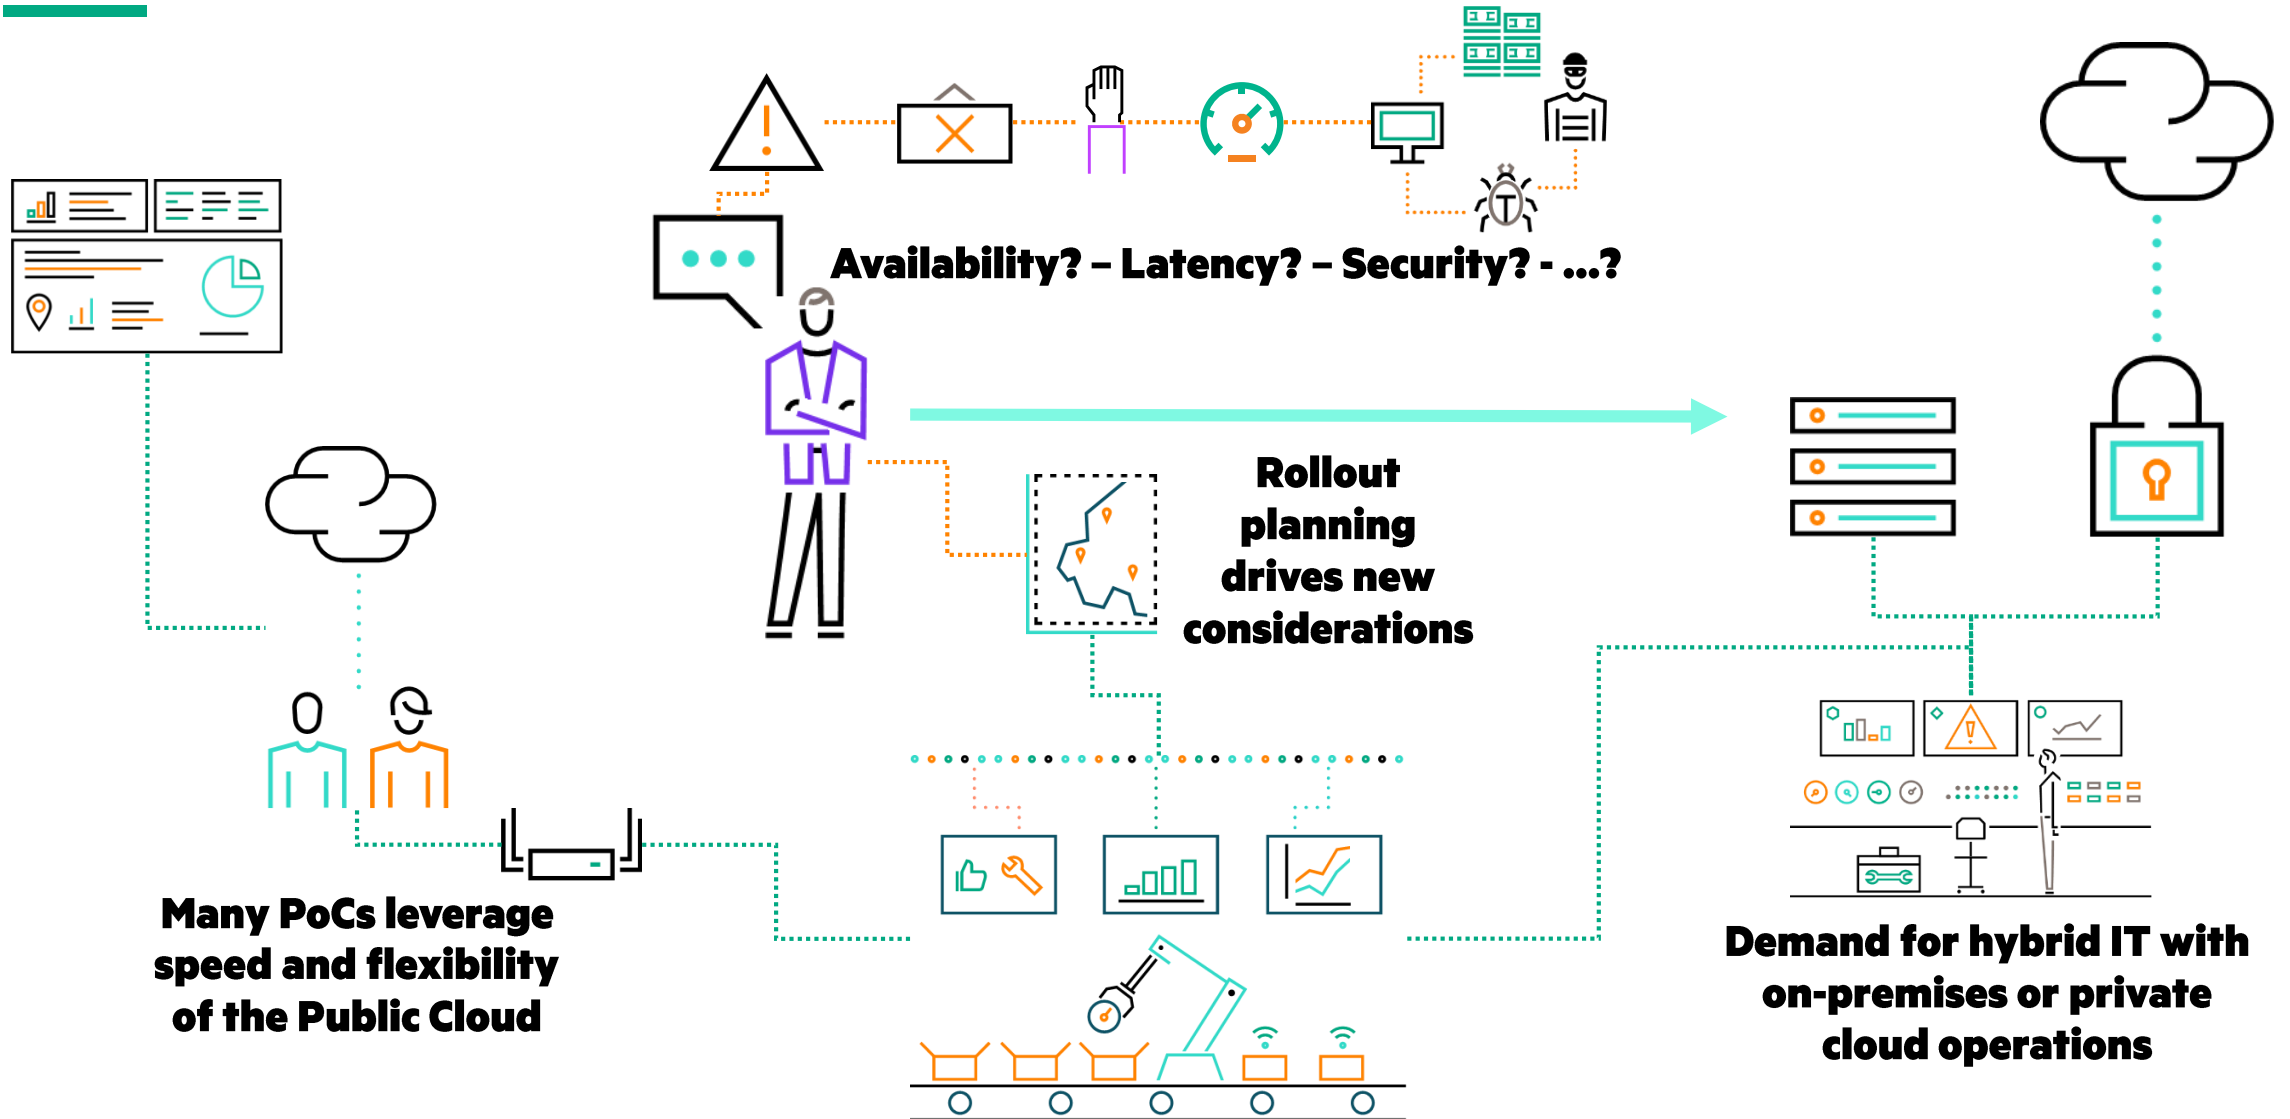 Availability? – Latency? – Security? - ...?
Rollout
planning
drives new
considerations
Many PoCs leverage
speed and flexibility
of the Public Cloud
Demand for hybrid IT with
on-premises or private
cloud operations